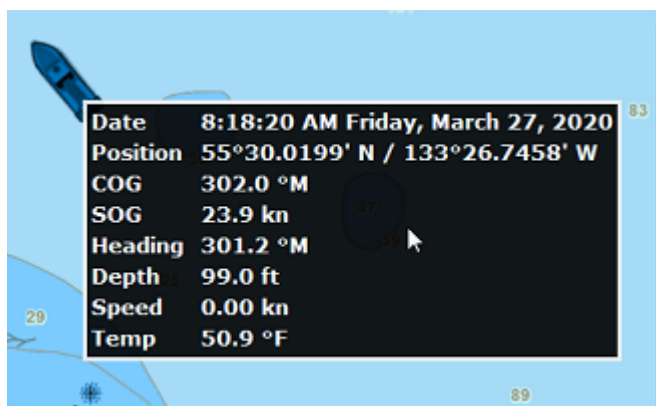 83
Date 8:18:20 AM Friday, March 27, 2020
Position 55°30.0199' N / 133°26.7458' W
COG 302.0 °M
SOG 23.9 kn
47
Heading 301.2 °M
Depth 99.0 ft
Speed 0.00 kn
29
Temp 50.9 °F
89